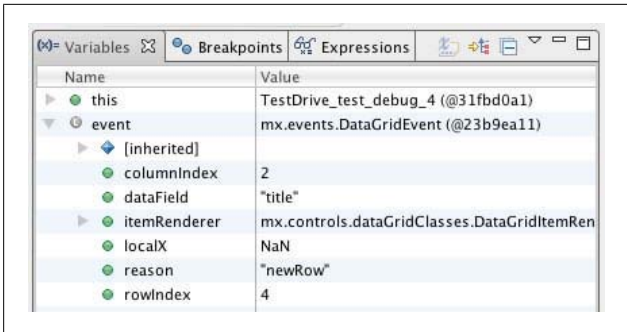 (x)= Variables Breakpoints Expressions
Name Value
this TestDrive_test_debug_4 (@31fbd0a1)
event mx.events.DataGridEvent (@23b9ea11)
[inherited]
columnIndex 2
dataField "title"
itemRenderer mx.controls.dataGridClasses.DataGridItemRen
localX NaN
reason "newRow"
rowIndex 4